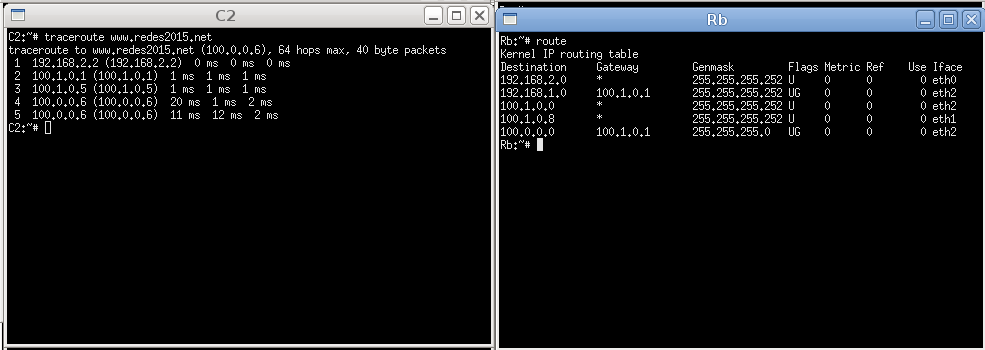 C2
C2:~# traceroute www.redes2015.net
traceroute to www.redes2015.net (100.0.0.6), 64 hops max, 40 byte packets
1 192.168.2.2 (192.168.2.2) 0 ms 0 ms 0 ms
2 100.1.0.1 (100.1.0.1) 1 ms 1 ms 1 ms
3 100.1.0.5 (100.1.0.5) 1 ms 1 ms 1 ms
4 100.0.0.6 (100.0.0.6) 20 ms 1 ms 2 ms
5 100.0.0.6 (100.0.0.6) 11 ms 12 ms 2 ms
C2:~#
Rb
Rb:~# route
Kernel IP routing table
Destination Gateway Genmask Flags Metric Ref Use Iface
192.168.2.0 * 255.255.255.252 U 0 0 0 eth0
192.168.1.0 100.1.0.1 255.255.255.252 UG 0 0 0 eth2
100.1.0.0 * 255.255.255.252 U 0 0 0 eth2
100.1.0.8 * 255.255.255.252 U 0 0 0 eth1
100.0.0.0 100.1.0.1 255.255.255.0 UG 0 0 0 eth2
Rb:~#